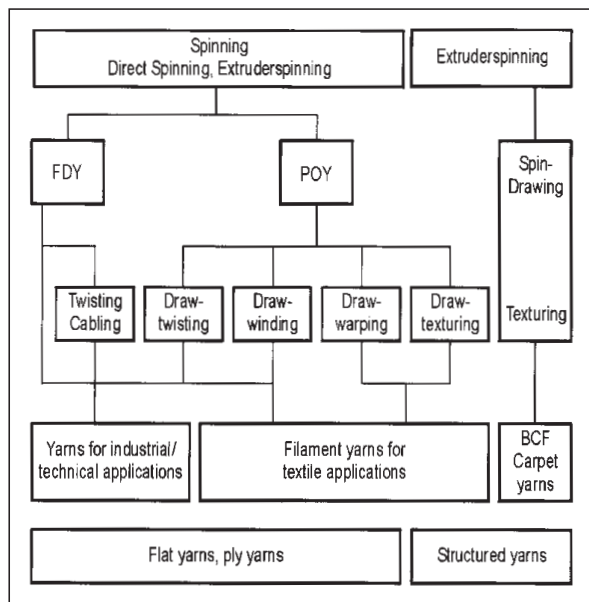 Spinning
Direct Spinning, Extruderspinning
Extruderspinning
FDY
POY
Spin-
Drawing
Texturing
Twisting
Cabling
Draw-
twisting
Draw-
winding
Draw-
warping
Draw-
texturing
Yarns for industrial/
technical applications
Filament yarns for
textile applications
BCF
Carpet
yarns
Flat yarns, ply yarns
Structured yarns